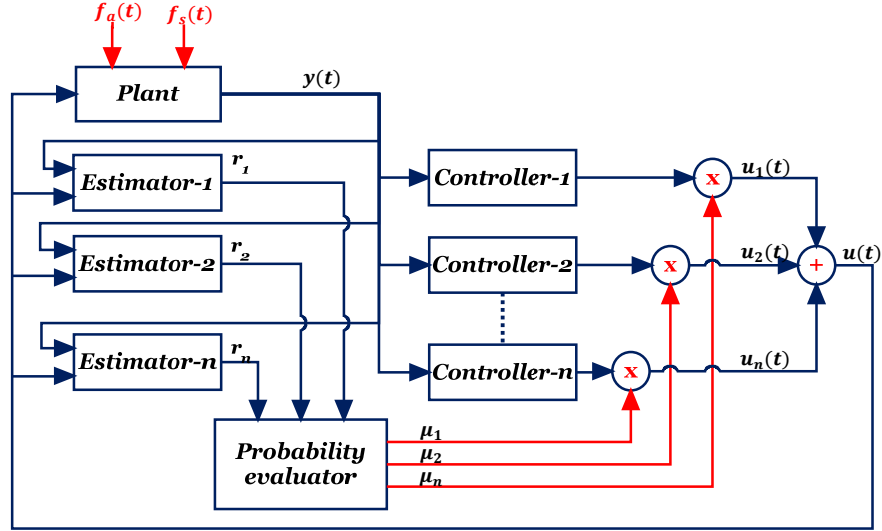 fₐ(t) fₛ(t)
Plant
y(t)
Estimator-1
r₁
Controller-1
x
u₁(t)
Estimator-2
r₂
Controller-2
x
u₂(t)
+
u(t)
Estimator-n
rₙ
Controller-n
x
uₙ(t)
Probability
evaluator
μ₁
μ₂
μₙ